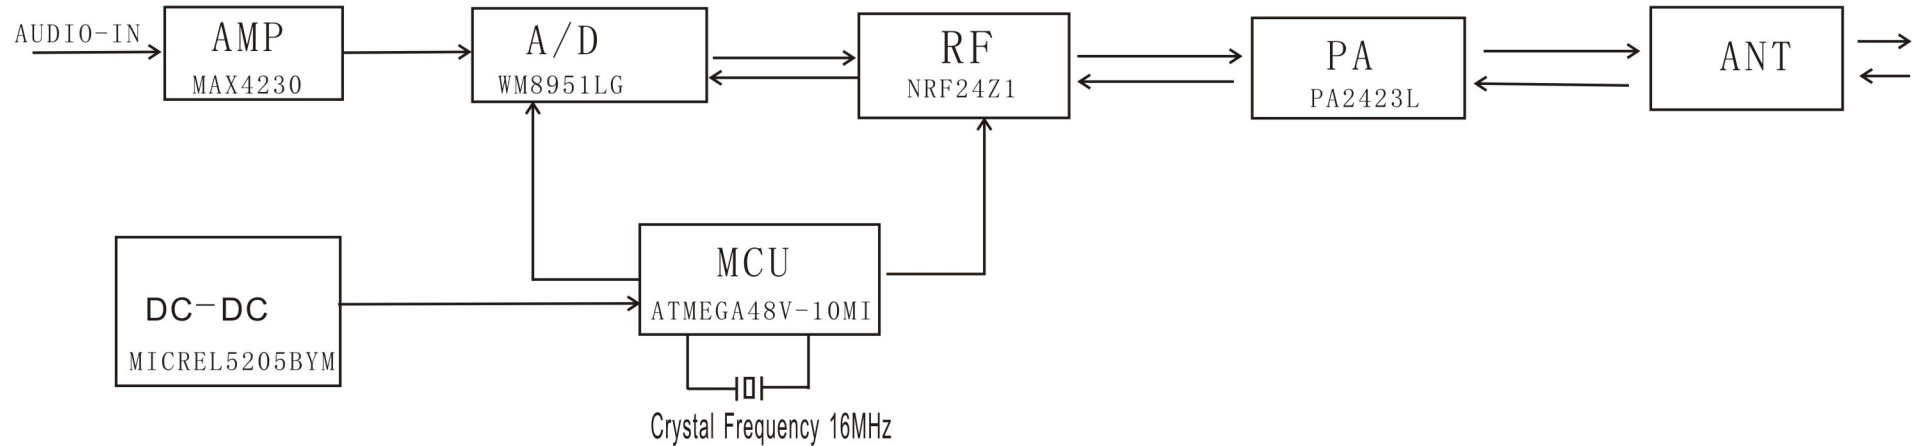 AUDIO-IN
AMP
MAX4230
A/D
WM8951LG
RF
NRF24Z1
PA
PA2423L
ANT
DC-DC
MICREL5205BYM
MCU
ATMEGA48V-10MI
Crystal Frequency 16MHz